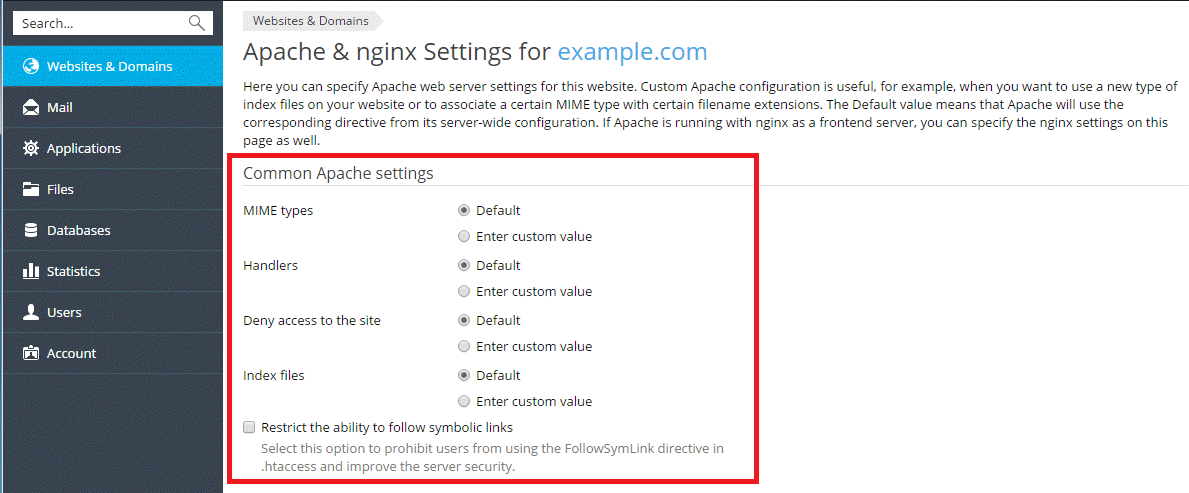 Search...
Websites & Domains
Mail
Applications
Files
Databases
Statistics
Users
Account
Websites & Domains
Apache & nginx Settings for example.com
Here you can specify Apache web server settings for this website. Custom Apache configuration is useful, for example, when you want to use a new type of
index files on your website or to associate a certain MIME type with certain filename extensions. The Default value means that Apache will use the
corresponding directive from its server-wide configuration. If Apache is running with nginx as a frontend server, you can specify the nginx settings on this
page as well.
Common Apache settings
MIME types Default
Enter custom value
Handlers Default
Enter custom value
Deny access to the site Default
Enter custom value
Index files Default
Enter custom value
Restrict the ability to follow symbolic links
Select this option to prohibit users from using the FollowSymLink directive in
.htaccess and improve the server security.